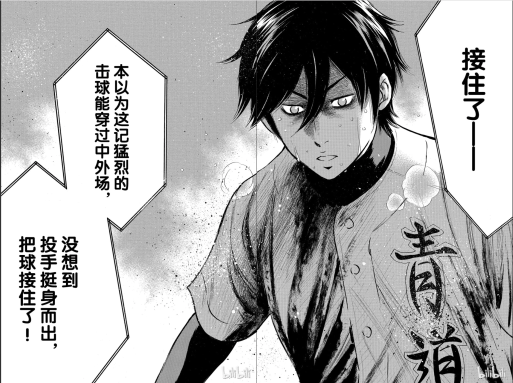 接住了——
本以为这记猛烈的
击球能穿过中外场，
没想到
投手挺身而出，
把球接住了！
青道
bilibili
bilibili